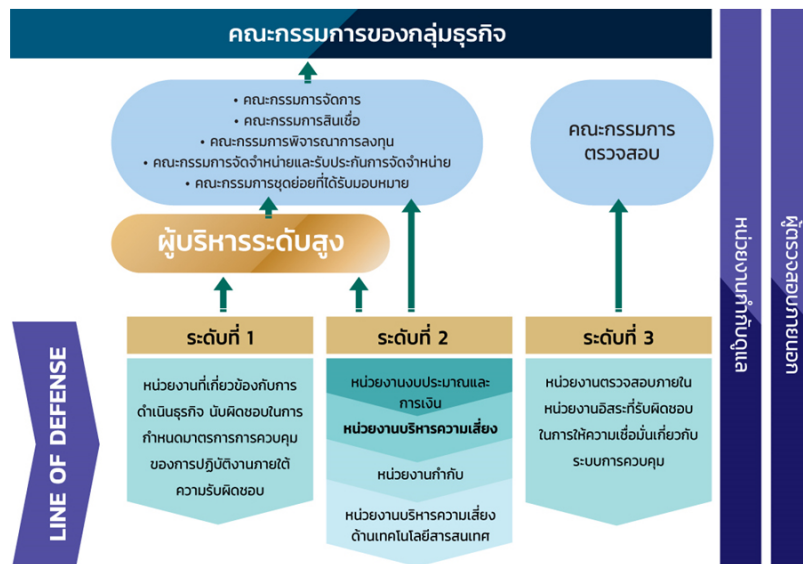 คณะกรรมการของกลุ่มธุรกิจ
• คณะกรรมการจัดการ
• คณะกรรมการสินเชื่อ
• คณะกรรมการพิจารณาการลงทุน
• คณะกรรมการจัดจำหน่ายและรับประกันการจัดจำหน่าย
• คณะกรรมการชุดย่อยที่ได้รับมอบหมาย
คณะกรรมการ
ตรวจสอบ
ผู้บริหารระดับสูง
LINE OF DEFENSE
ระดับที่ 1
หน่วยงานที่เกี่ยวข้องกับการ
ดำเนินธุรกิจ นับผิดชอบในการ
กำหนดมาตรการการควบคุม
ของการปฏิบัติงานภายใต้
ความรับผิดชอบ
ระดับที่ 2
หน่วยงานงบประมาณและ
การเงิน
หน่วยงานบริหารความเสี่ยง
หน่วยงานกำกับ
หน่วยงานบริหารความเสี่ยง
ด้านเทคโนโลยีสารสนเทศ
ระดับที่ 3
หน่วยงานตรวจสอบภายใน
หน่วยงานอิสระที่รับผิดชอบ
ในการให้ความเชื่อมั่นเกี่ยวกับ
ระบบการควบคุม
หน่วยงานกำกับดูแล
ผู้ตรวจสอบภายนอก